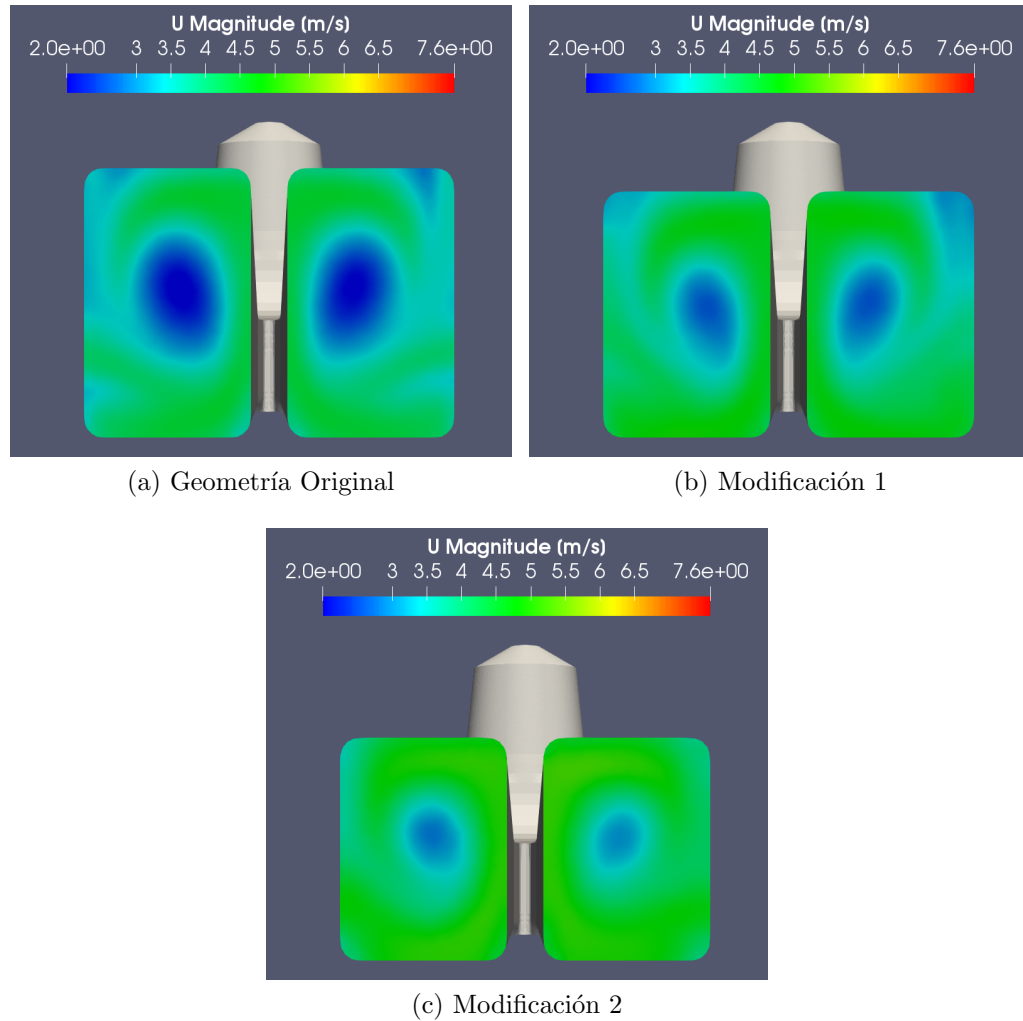 U Magnitude (m/s)
2.0e+00 3 3.5 4 4.5 5 5.5 6 6.5 7.6e+00
(a) Geometría Original
U Magnitude (m/s)
2.0e+00 3 3.5 4 4.5 5 5.5 6 6.5 7.6e+00
(b) Modificación 1
U Magnitude (m/s)
2.0e+00 3 3.5 4 4.5 5 5.5 6 6.5 7.6e+00
(c) Modificación 2